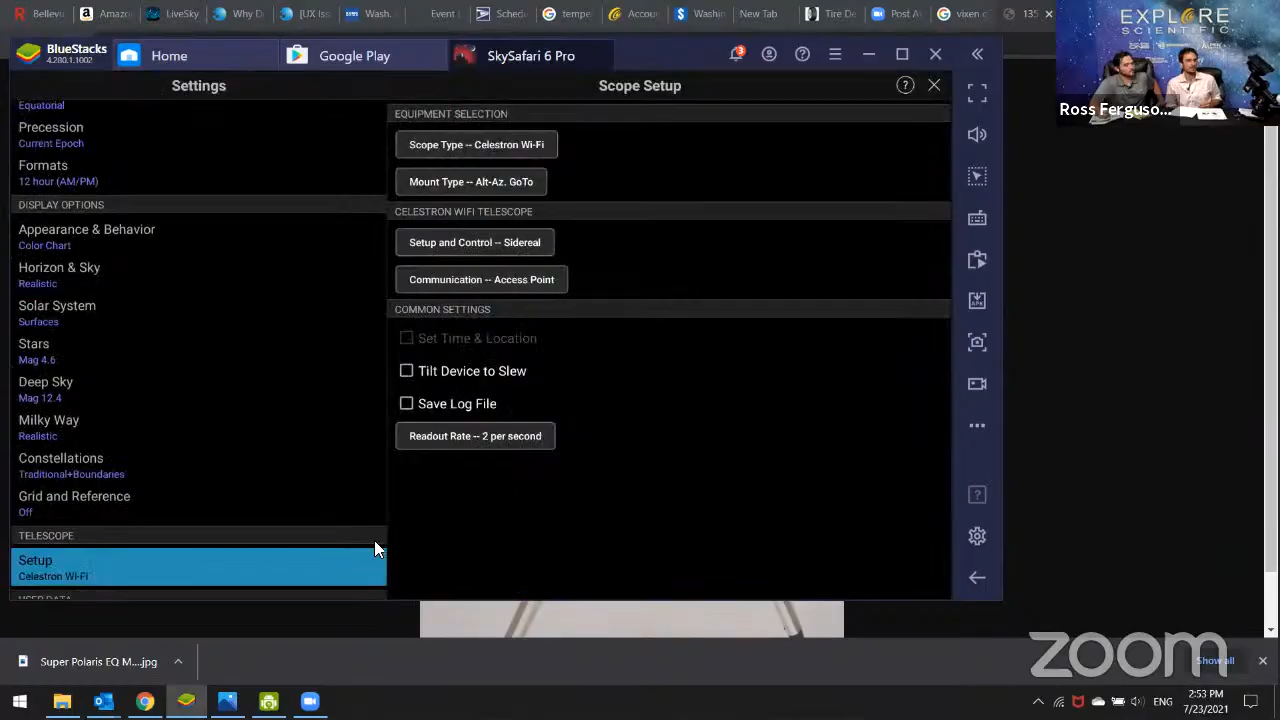 Bellev
Amazo
LiveSky
Why D
[UX iss
Wash.
Event
Sched
tempe
Accou
Washin
New Tab
Tire De
Post A
vixen c
135
BlueStacks
4.280.1.1002
Home
Google Play
SkySafari 6 Pro
3
EXPLORE
SCIENTIFIC
Ross Ferguso...
Settings
Scope Setup
Equatorial
Precession
Current Epoch
Formats
12 hour (AM/PM)
DISPLAY OPTIONS
Appearance & Behavior
Color Chart
Horizon & Sky
Realistic
Solar System
Surfaces
Stars
Mag 4.6
Deep Sky
Mag 12.4
Milky Way
Realistic
Constellations
Traditional+Boundaries
Grid and Reference
Off
TELESCOPE
Setup
Celestron Wi-Fi
USER DATA
EQUIPMENT SELECTION
Scope Type -- Celestron Wi-Fi
Mount Type -- Alt-Az. GoTo
CELESTRON WIFI TELESCOPE
Setup and Control -- Sidereal
Communication -- Access Point
COMMON SETTINGS
Set Time & Location
Tilt Device to Slew
Save Log File
Readout Rate -- 2 per second
APK
zoom
Super Polaris EQ M....jpg
Show all
ENG
2:53 PM
7/23/2021